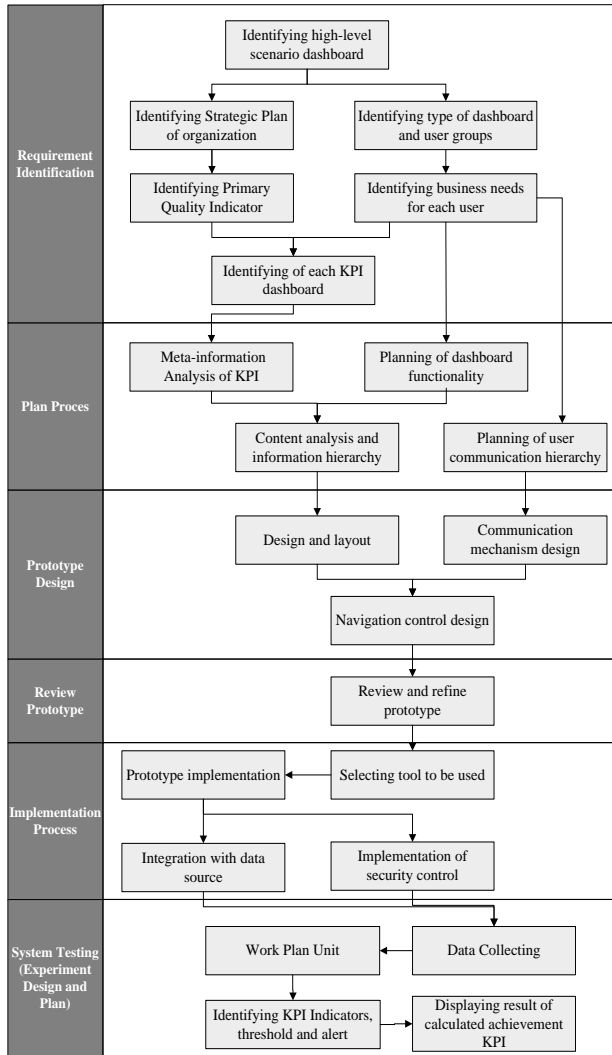 Identifying high-level
scenario dashboard
Identifying Strategic Plan
of organization
Identifying type of dashboard
and user groups
Requirement
Identification
Identifying Primary
Quality Indicator
Identifying business needs
for each user
Identifying of each KPI
dashboard
Plan Proces
Meta-information
Analysis of KPI
Planning of dashboard
functionality
Content analysis and
information hierarchy
Planning of user
communication hierarchy
Prototype
Design
Design and layout
Communication
mechanism design
Navigation control design
Review
Prototype
Review and refine
prototype
Implementation
Process
Prototype implementation
Selecting tool to be used
Integration with data
source
Implementation of
security control
System Testing
(Experiment
Design and
Plan)
Work Plan Unit
Data Collecting
Identifying KPI Indicators,
threshold and alert
Displaying result of
calculated achievement
KPI